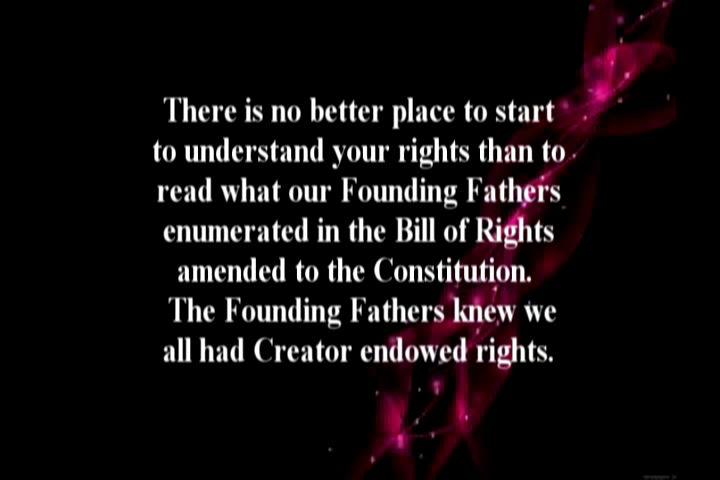 There is no better place to start
to understand your rights than to
read what our Founding Fathers
enumerated in the Bill of Rights
amended to the Constitution.
The Founding Fathers knew we
all had Creator endowed rights.